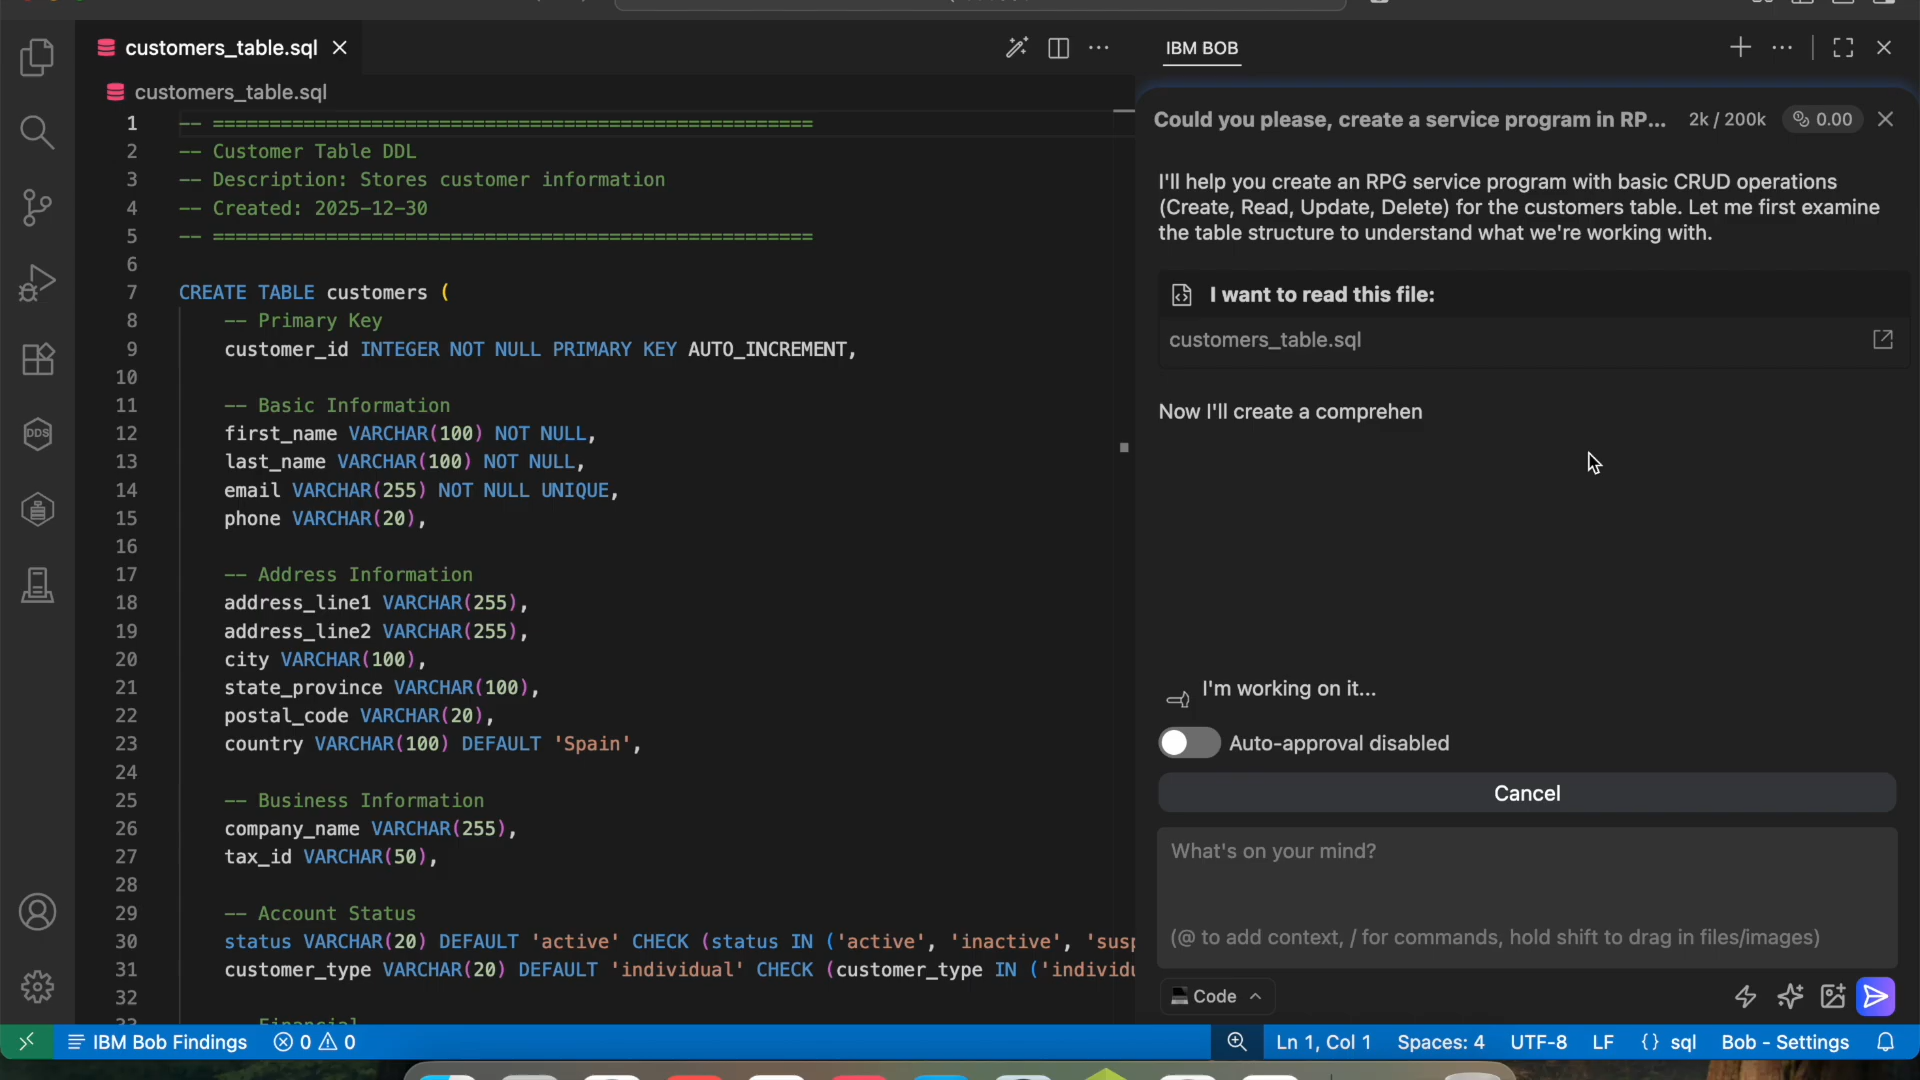 customers_table.sql
IBM BOB
customers_table.sql
1 -- =====================================================
2 -- Customer Table DDL
3 -- Description: Stores customer information
4 -- Created: 2025-12-30
5 -- =====================================================
6
7 CREATE TABLE customers (
8 -- Primary Key
9 customer_id INTEGER NOT NULL PRIMARY KEY AUTO_INCREMENT,
10
11 -- Basic Information
12 first_name VARCHAR(100) NOT NULL,
13 last_name VARCHAR(100) NOT NULL,
14 email VARCHAR(255) NOT NULL UNIQUE,
15 phone VARCHAR(20),
16
17 -- Address Information
18 address_line1 VARCHAR(255),
19 address_line2 VARCHAR(255),
20 city VARCHAR(100),
21 state_province VARCHAR(100),
22 postal_code VARCHAR(20),
23 country VARCHAR(100) DEFAULT 'Spain',
24
25 -- Business Information
26 company_name VARCHAR(255),
27 tax_id VARCHAR(50),
28
29 -- Account Status
30 status VARCHAR(20) DEFAULT 'active' CHECK (status IN ('active', 'inactive', 'susp
31 customer_type VARCHAR(20) DEFAULT 'individual' CHECK (customer_type IN ('individu
32
Could you please, create a service program in RP...
2k / 200k
0.00
I'll help you create an RPG service program with basic CRUD operations
(Create, Read, Update, Delete) for the customers table. Let me first examine
the table structure to understand what we're working with.
I want to read this file:
customers_table.sql
Now I'll create a comprehen
I'm working on it...
Auto-approval disabled
Cancel
What's on your mind?
(@ to add context, / for commands, hold shift to drag in files/images)
Code
DDS
IBM Bob Findings
0
0
Ln 1, Col 1
Spaces: 4
UTF-8
LF
{} sql
Bob - Settings